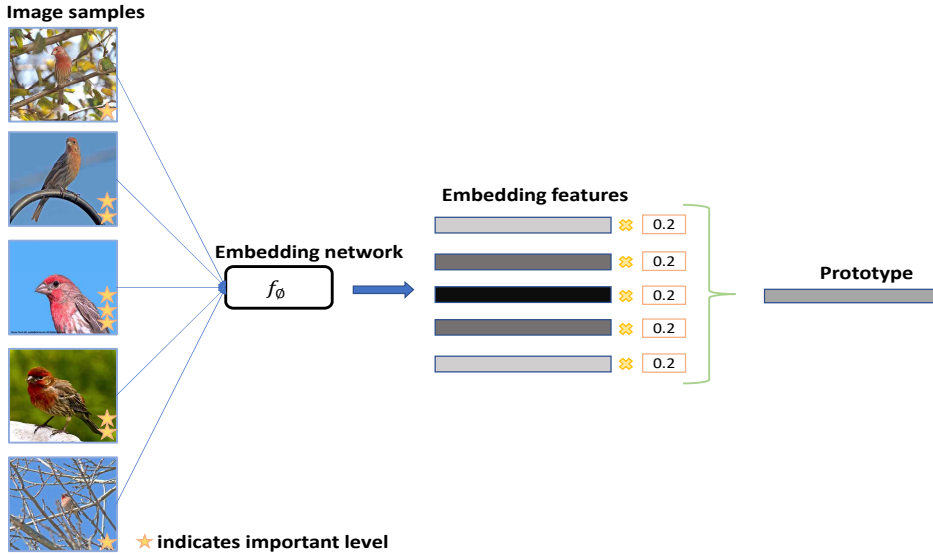 Image samples
Embedding features
0.2
Embedding network
0.2
Prototype
f∅
0.2
0.2
0.2
indicates important level